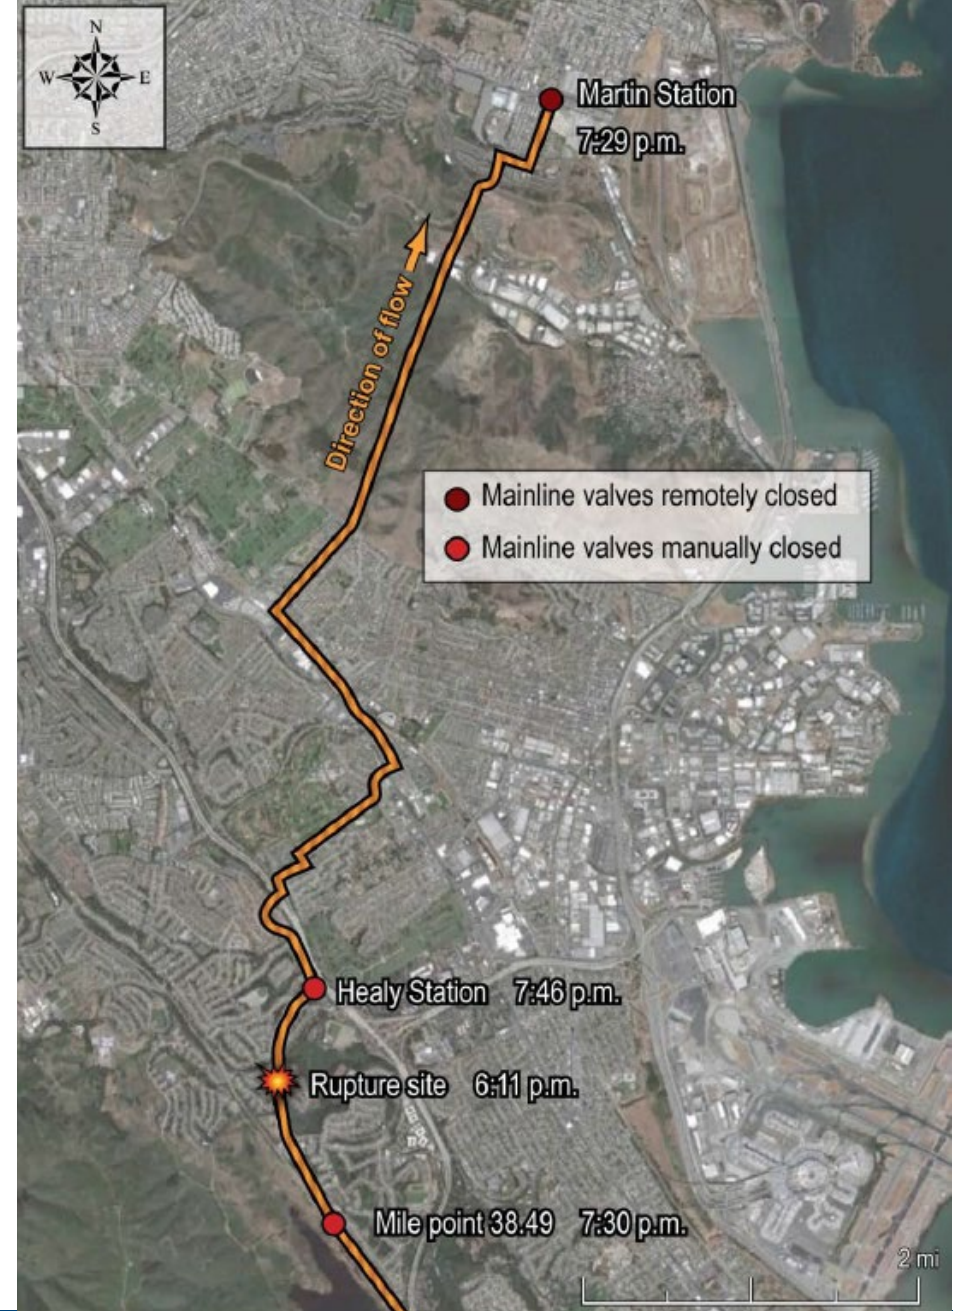 N
W E
S
Martin Station
7:29 p.m.
Direction of flow
Mainline valves remotely closed
Mainline valves manually closed
Healy Station 7:46 p.m.
Rupture site 6:11 p.m.
Mile point 38.49 7:30 p.m.
2 mi